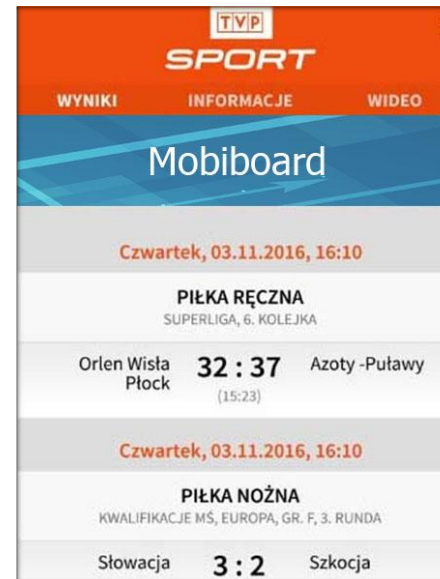 TVP
SPORT
WYNIKI INFORMACJE WIDEO
Mobiboard
Czwartek, 03.11.2016, 16:10
PIŁKA RĘCZNA
SUPERLIGA, 6. KOLEJKA
Orlen Wisła Płock 32 : 37 Azoty -Puławy
(15:23)
Czwartek, 03.11.2016, 16:10
PIŁKA NOŻNA
KWALIFIKACJE MŚ, EUROPA, GR. F, 3. RUNDA
Słowacja 3 : 2 Szkocja